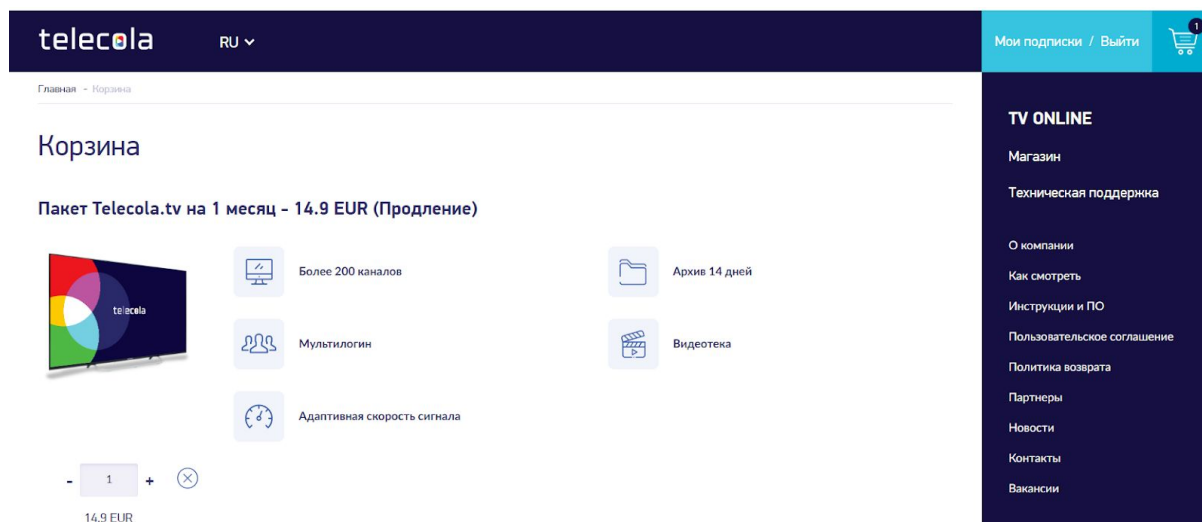 telecola
RU
Мои подписки / Выйти
1
Главная - Корзина
Корзина
Пакет Telecola.tv на 1 месяц - 14.9 EUR (Продление)
telecola
Более 200 каналов
Архив 14 дней
Мультилогин
Видеотека
Адаптивная скорость сигнала
- 1 +
14.9 EUR
TV ONLINE
Магазин
Техническая поддержка
О компании
Как смотреть
Инструкции и ПО
Пользовательское соглашение
Политика возврата
Партнеры
Новости
Контакты
Вакансии